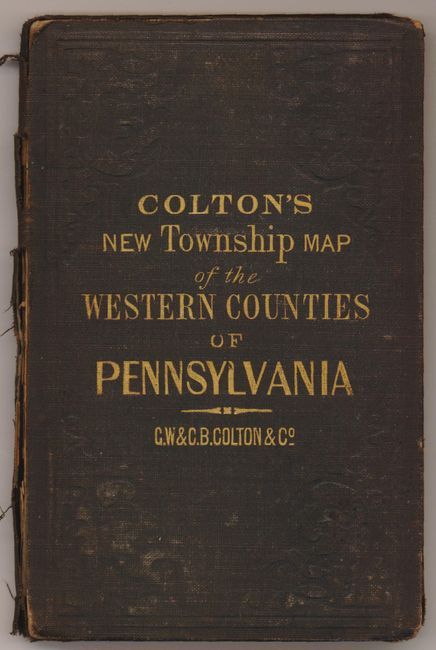 COLTON'S
NEW Township MAP
of the
WESTERN COUNTIES
OF
PENNSYLVANIA
G.W. & C.B. COLTON & Co